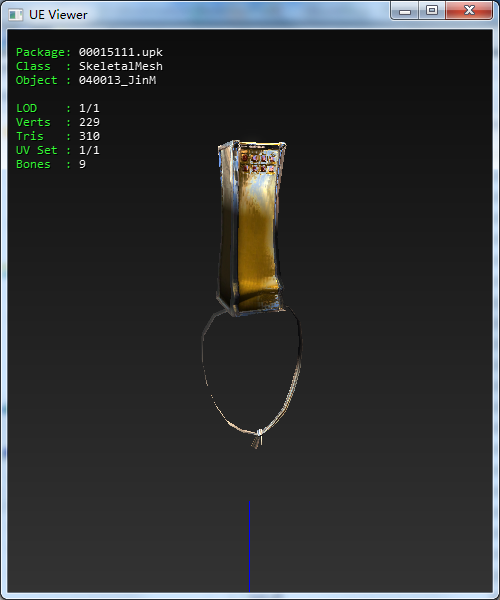 UE Viewer
Package: 00015111.upk
Class : SkeletalMesh
Object : 040013_JinM
LOD : 1/1
Verts : 229
Tris : 310
UV Set : 1/1
Bones : 9